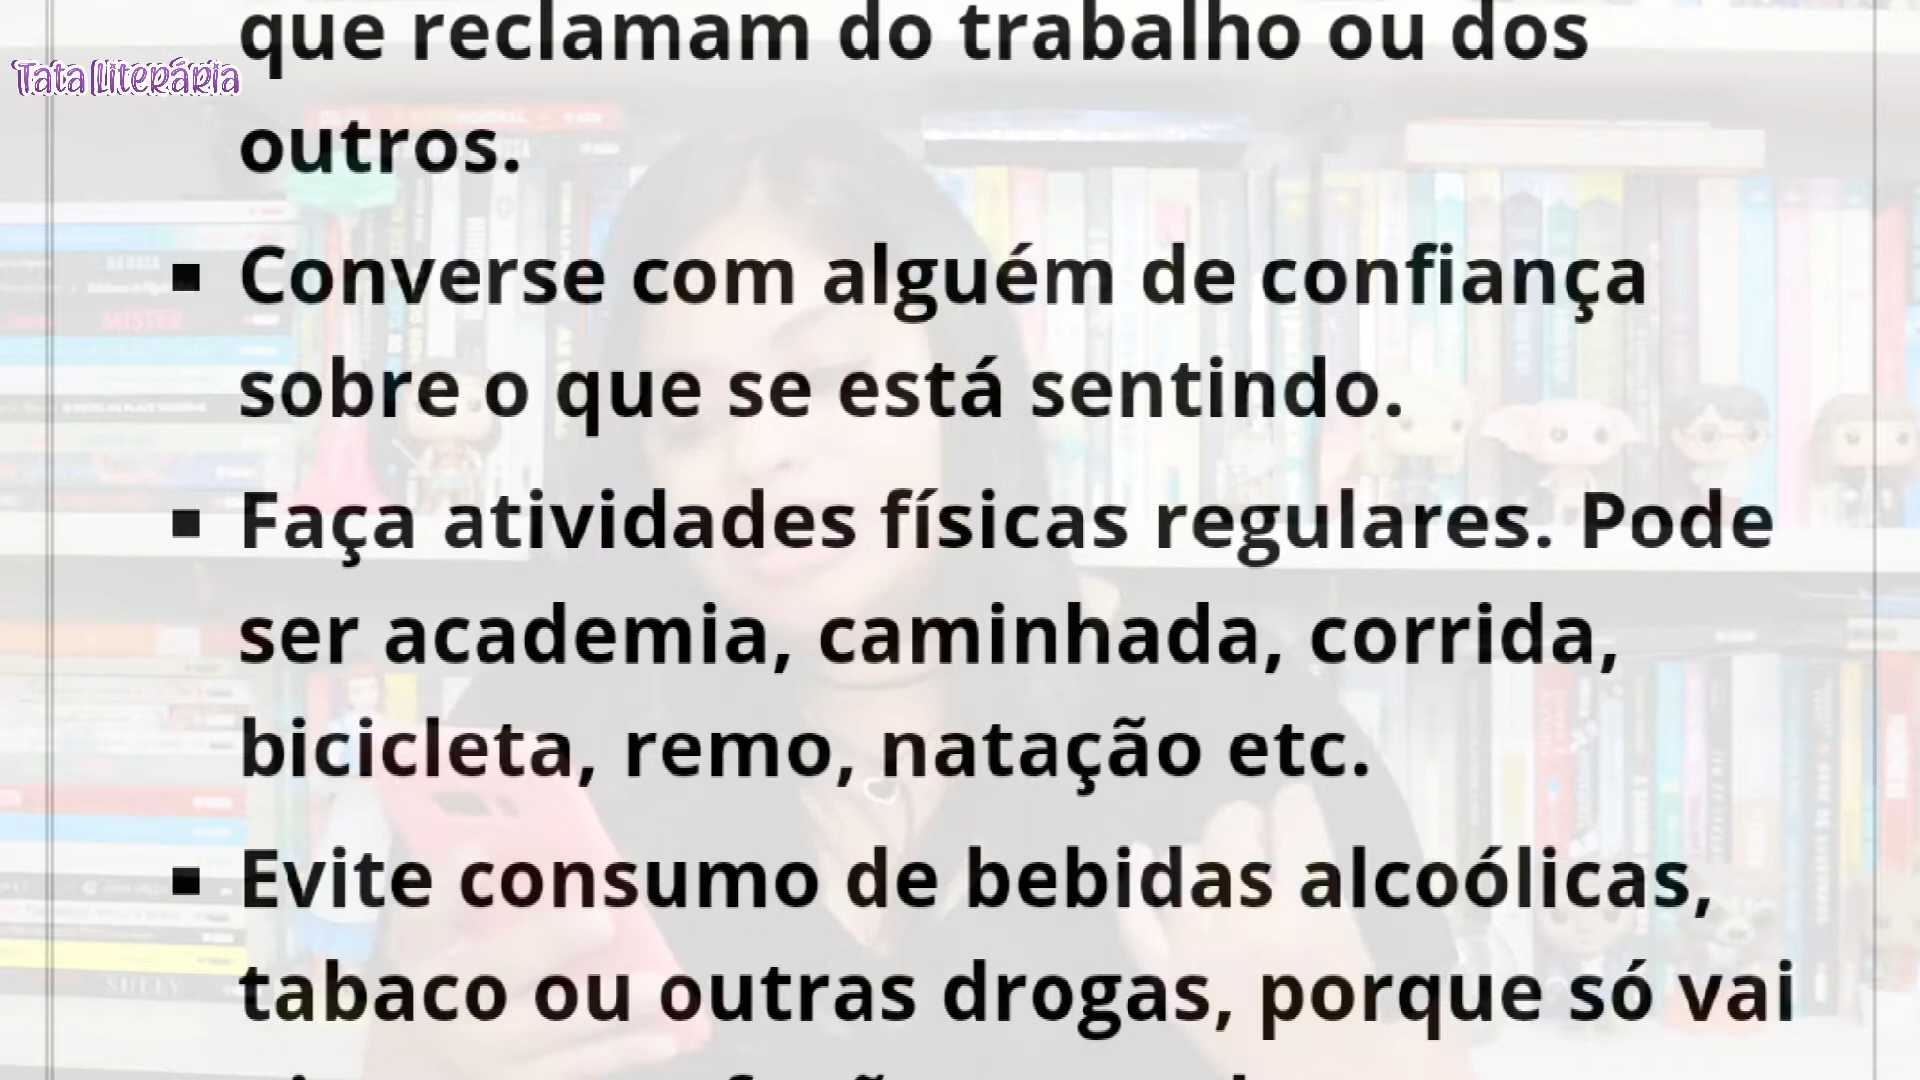 que reclamam do trabalho ou dos
Tata Literária
outros.
▪ Converse com alguém de confiança
sobre o que se está sentindo.
▪ Faça atividades físicas regulares. Pode
ser academia, caminhada, corrida,
bicicleta, remo, natação etc.
▪ Evite consumo de bebidas alcoólicas,
tabaco ou outras drogas, porque só vai
MISTER